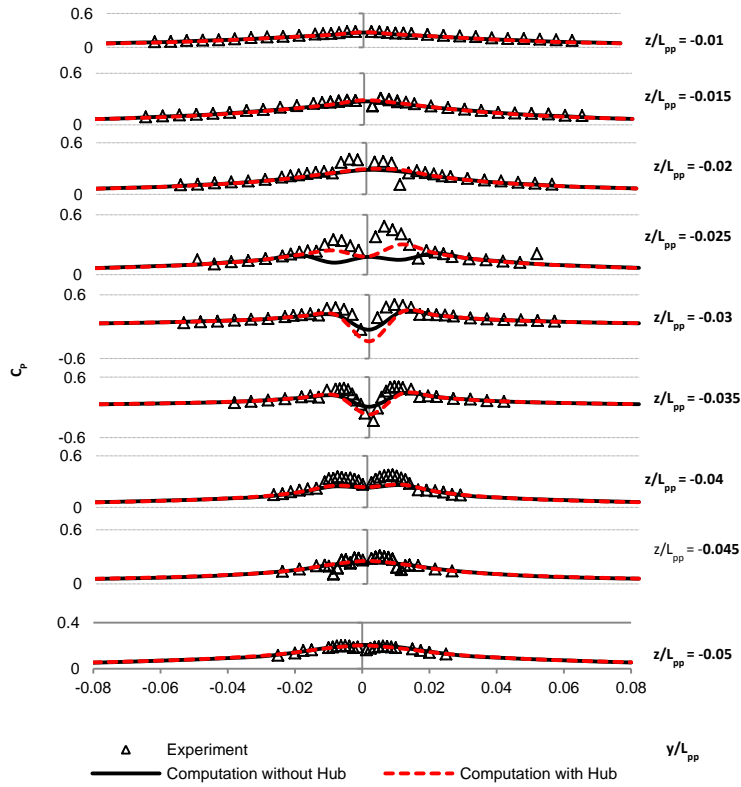 0.6
0
z/Lpp = -0.01
0.6
0
z/Lpp = -0.015
0.6
0
z/Lpp = -0.02
0.6
0
z/Lpp = -0.025
0.6
-0.6
z/Lpp = -0.03
CP
0.6
-0.6
z/Lpp = -0.035
0.6
0
z/Lpp = -0.04
0.6
0
z/Lpp = -0.045
0.4
0
z/Lpp = -0.05
-0.08 -0.06 -0.04 -0.02 0 0.02 0.04 0.06 0.08
y/Lpp
Experiment
Computation without Hub Computation with Hub